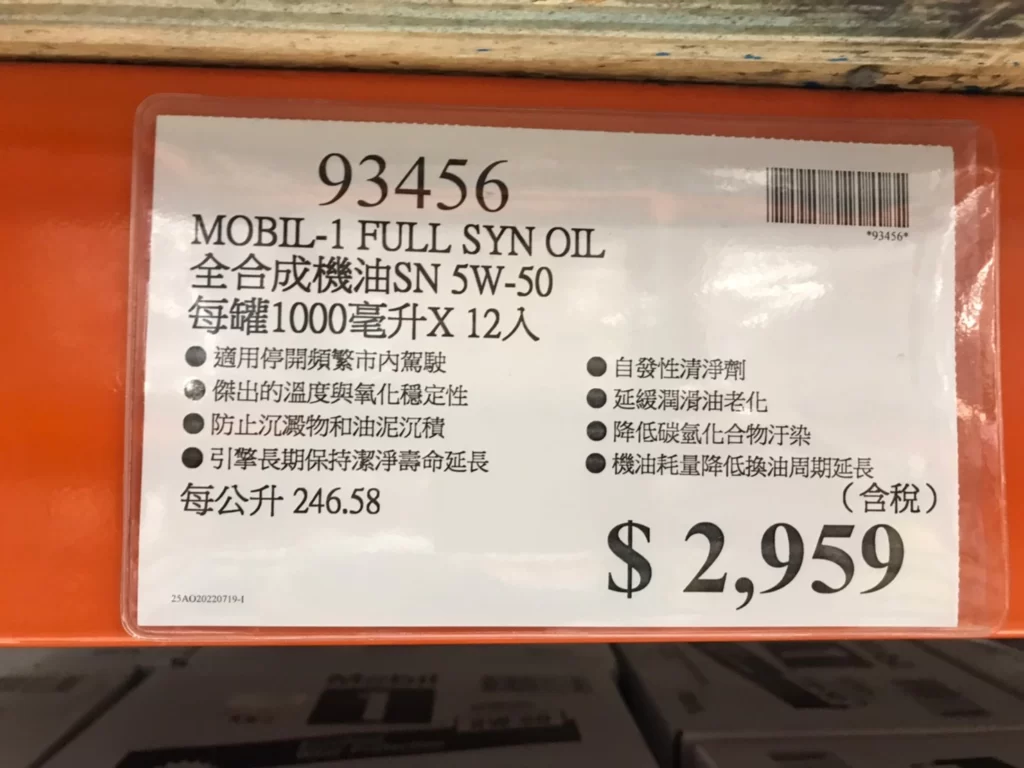 93456
*93456*
MOBIL-1 FULL SYN OIL
全合成機油SN 5W-50
每罐1000毫升X 12入
● 適用停開頻繁市內駕駛
● 傑出的溫度與氧化穩定性
● 防止沉澱物和油泥沉積
● 引擎長期保持潔淨壽命延長
● 自發性清淨劑
● 延緩潤滑油老化
● 降低碳氫化合物汙染
● 機油耗量降低換油周期延長
每公升 246.58
（含稅）
$ 2,959
25AO20220719-I
Mobil
1